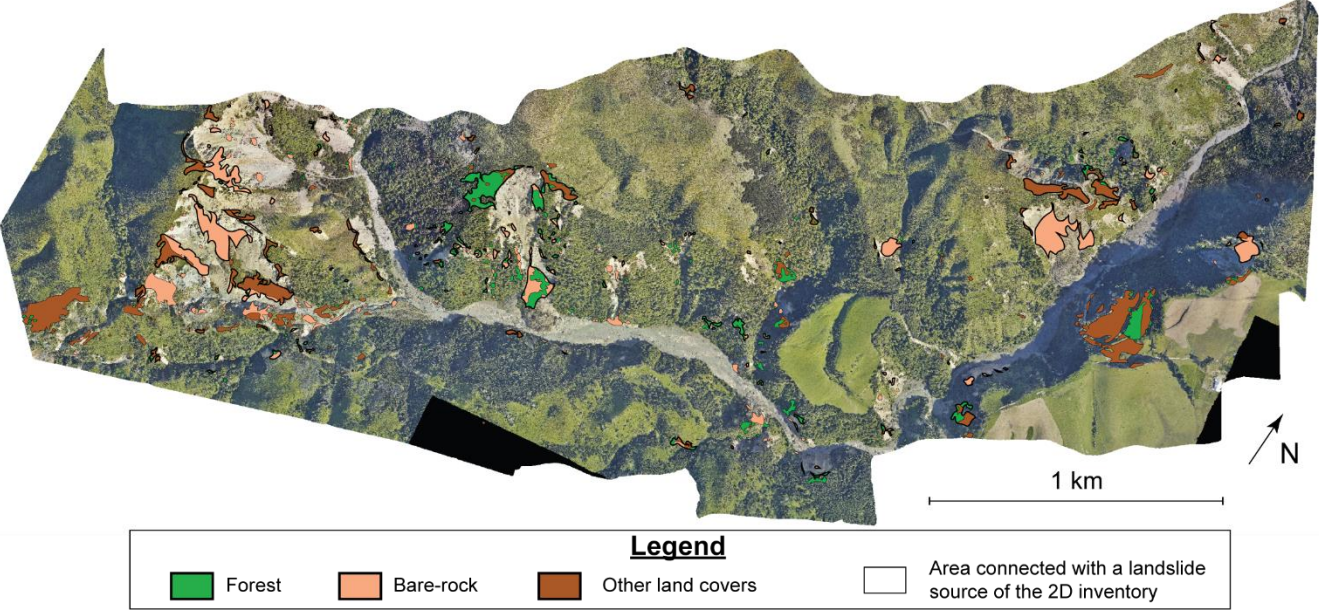 N
1 km
Legend
Forest
Bare-rock
Other land covers
Area connected with a landslide
source of the 2D inventory